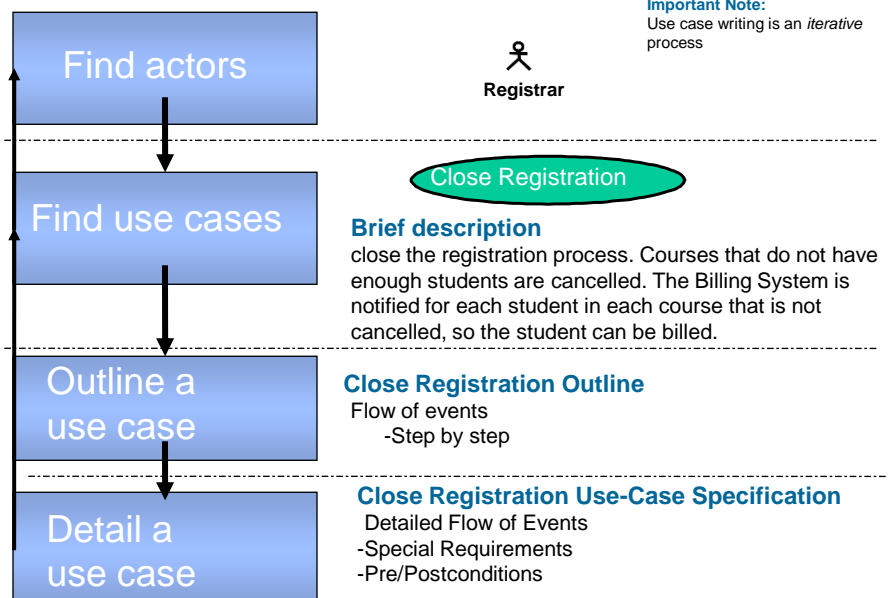 Important Note:
Use case writing is an iterative
process
Find actors
Registrar
Close Registration
Find use cases
Brief description
close the registration process. Courses that do not have
enough students are cancelled. The Billing System is
notified for each student in each course that is not
cancelled, so the student can be billed.
Outline a
use case
Close Registration Outline
Flow of events
-Step by step
Close Registration Use-Case Specification
Detailed Flow of Events
-Special Requirements
-Pre/Postconditions
Detail a
use case